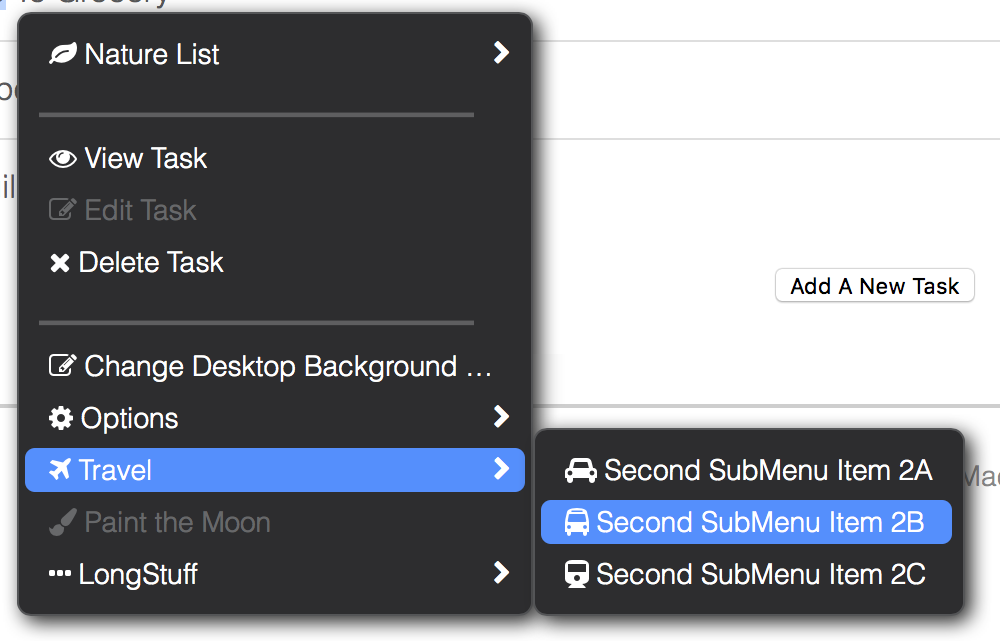 Nature List
View Task
Edit Task
Delete Task
Add A New Task
Change Desktop Background ...
Options
Travel
Paint the Moon
LongStuff
Second SubMenu Item 2A
Second SubMenu Item 2B
Second SubMenu Item 2C